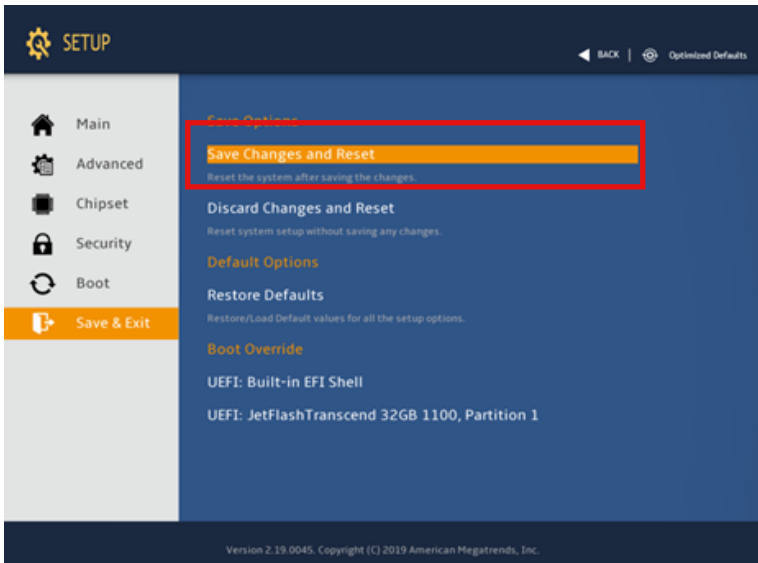 SETUP
BACK | Optimized Defaults
Main
Advanced
Chipset
Security
Boot
Save & Exit
Save Options
Save Changes and Reset
Reset the system after saving the changes.
Discard Changes and Reset
Reset system setup without saving any changes.
Default Options
Restore Defaults
Restore/Load Default values for all the setup options.
Boot Override
UEFI: Built-in EFI Shell
UEFI: JetFlashTranscend 32GB 1100, Partition 1
Version 2.19.0045. Copyright (C) 2019 American Megatrends, Inc.